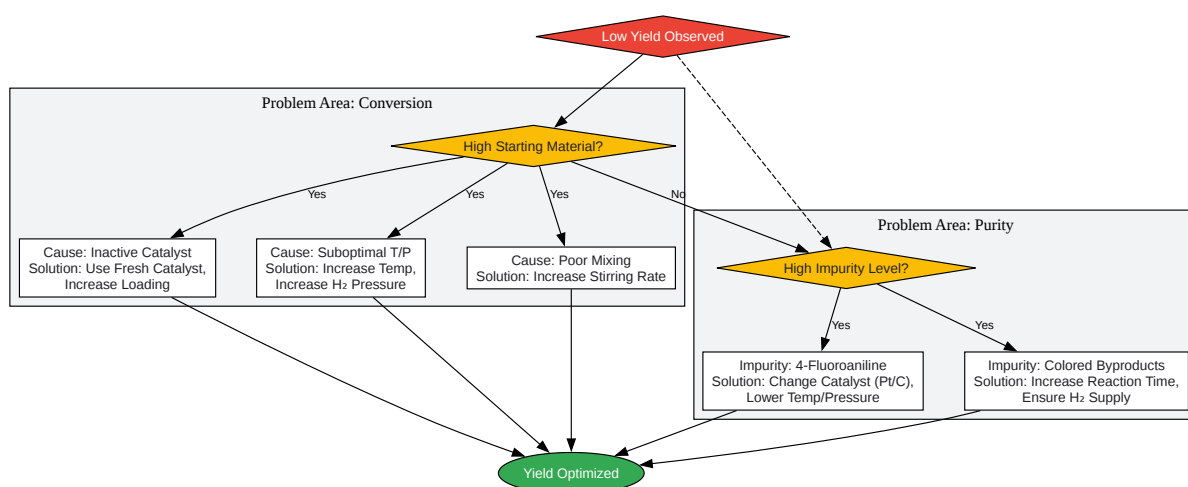 Low Yield Observed
Problem Area: Conversion
High Starting Material?
Yes
Yes
Yes
No
Cause: Inactive Catalyst
Solution: Use Fresh Catalyst,
Increase Loading
Cause: Suboptimal T/P
Solution: Increase Temp,
Increase H₂ Pressure
Cause: Poor Mixing
Solution: Increase Stirring Rate
Problem Area: Purity
High Impurity Level?
Yes
Yes
Impurity: 4-Fluoroaniline
Solution: Change Catalyst (Pt/C),
Lower Temp/Pressure
Impurity: Colored Byproducts
Solution: Increase Reaction Time,
Ensure H₂ Supply
Yield Optimized